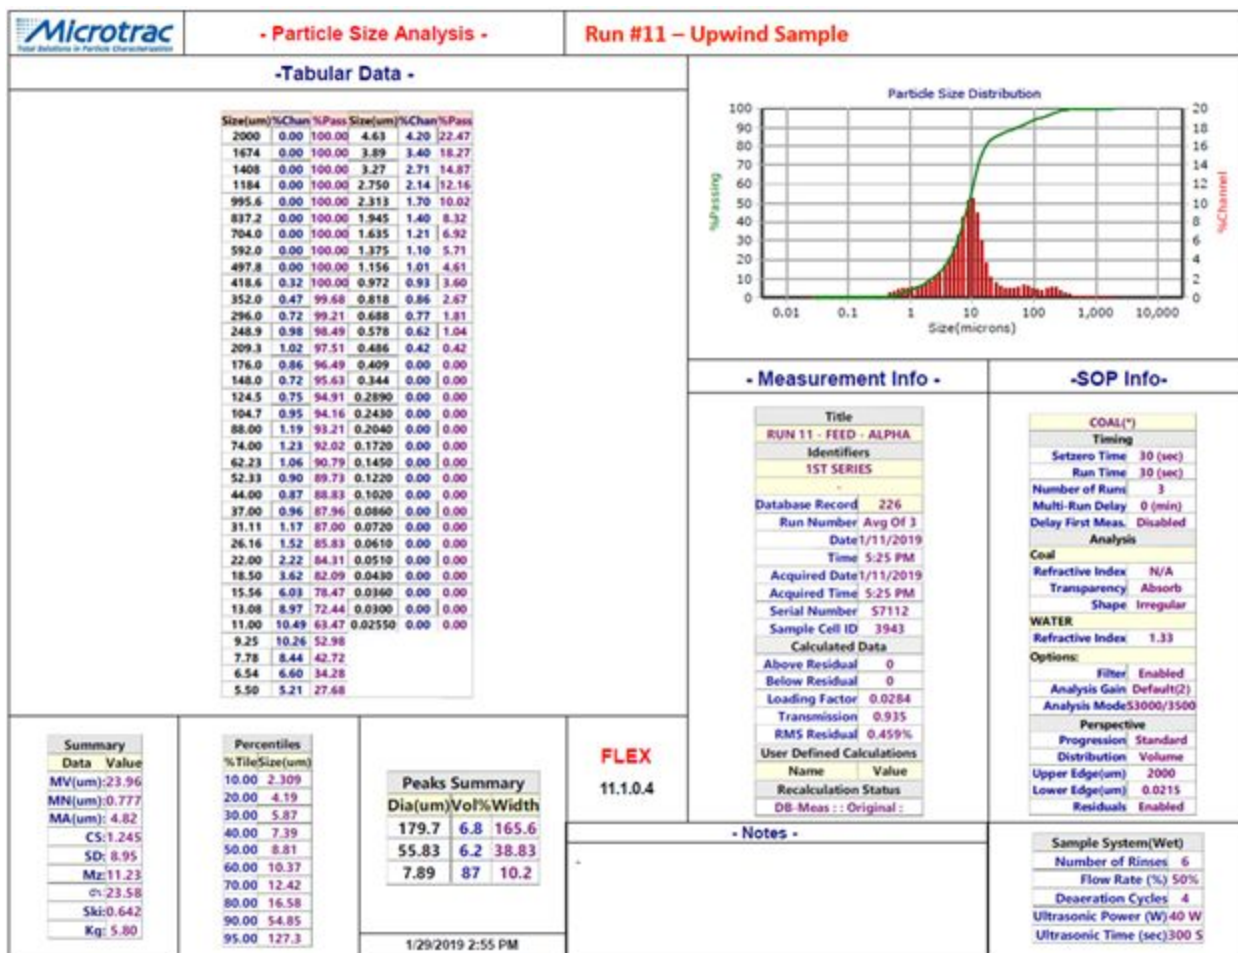 Microtrac
Total Solutions in Particle Characterization
- Particle Size Analysis -
Run #11 – Upwind Sample
-Tabular Data -
Size(um) %Chan %Pass Size(um) %Chan %Pass
2000 0.00 100.00 4.63 4.20 22.47
1674 0.00 100.00 3.89 3.40 18.27
1408 0.00 100.00 3.27 2.71 14.87
1184 0.00 100.00 2.750 2.14 12.16
995.6 0.00 100.00 2.313 1.70 10.02
837.2 0.00 100.00 1.945 1.40 8.32
704.0 0.00 100.00 1.635 1.21 6.92
592.0 0.00 100.00 1.375 1.10 5.71
497.8 0.00 100.00 1.156 1.01 4.61
418.6 0.32 100.00 0.972 0.93 3.60
352.0 0.47 99.68 0.818 0.86 2.67
296.0 0.72 99.21 0.688 0.77 1.81
248.9 0.98 98.49 0.578 0.62 1.04
209.3 1.02 97.51 0.486 0.42 0.42
176.0 0.86 96.49 0.409 0.00 0.00
148.0 0.72 95.63 0.344 0.00 0.00
124.5 0.75 94.91 0.2890 0.00 0.00
104.7 0.95 94.16 0.2430 0.00 0.00
88.00 1.19 93.21 0.2040 0.00 0.00
74.00 1.23 92.02 0.1720 0.00 0.00
62.23 1.06 90.79 0.1450 0.00 0.00
52.33 0.90 89.73 0.1220 0.00 0.00
44.00 0.87 88.83 0.1020 0.00 0.00
37.00 0.96 87.96 0.0860 0.00 0.00
31.11 1.17 87.00 0.0720 0.00 0.00
26.16 1.52 85.83 0.0610 0.00 0.00
22.00 2.22 84.31 0.0510 0.00 0.00
18.50 3.62 82.09 0.0430 0.00 0.00
15.56 6.03 78.47 0.0360 0.00 0.00
13.08 8.97 72.44 0.0300 0.00 0.00
11.00 10.49 63.47 0.02550 0.00 0.00
9.25 10.26 52.98
7.78 8.44 42.72
6.54 6.60 34.28
5.50 5.21 27.68
Particle Size Distribution
%Passing
100 90 80 70 60 50 40 30 20 10 0
%Channel
20 18 16 14 12 10 8 6 4 2 0
0.01 0.1 1 10 100 1,000 10,000
Size(microns)
- Measurement Info -
Title
RUN 11 - FEED - ALPHA
Identifiers
1ST SERIES
-
Database Record 226
Run Number Avg Of 3
Date 1/11/2019
Time 5:25 PM
Acquired Date 1/11/2019
Acquired Time 5:25 PM
Serial Number S7112
Sample Cell ID 3943
Calculated Data
Above Residual 0
Below Residual 0
Loading Factor 0.0284
Transmission 0.935
RMS Residual 0.459%
User Defined Calculations
Name Value
Recalculation Status
DB-Meas : : Original :
-SOP Info-
COAL(*)
Timing
Setzero Time 30 (sec)
Run Time 30 (sec)
Number of Runs 3
Multi-Run Delay 0 (min)
Delay First Meas. Disabled
Analysis
Coal
Refractive Index N/A
Transparency Absorb
Shape Irregular
WATER
Refractive Index 1.33
Options:
Filter Enabled
Analysis Gain Default(2)
Analysis Mode S3000/3500
Perspective
Progression Standard
Distribution Volume
Upper Edge(um) 2000
Lower Edge(um) 0.0215
Residuals Enabled
Summary
Data Value
MV(um): 23.96
MN(um): 0.777
MA(um): 4.82
CS: 1.245
SD: 8.95
Mz: 11.23
σı: 23.58
Ski: 0.642
Kg: 5.80
Percentiles
%Tile Size(um)
10.00 2.309
20.00 4.19
30.00 5.87
40.00 7.39
50.00 8.81
60.00 10.37
70.00 12.42
80.00 16.58
90.00 54.85
95.00 127.3
Peaks Summary
Dia(um) Vol% Width
179.7 6.8 165.6
55.83 6.2 38.83
7.89 87 10.2
1/29/2019 2:55 PM
FLEX
11.1.0.4
- Notes -
-
Sample System(Wet)
Number of Rinses 6
Flow Rate (%) 50%
Deaeration Cycles 4
Ultrasonic Power (W) 40 W
Ultrasonic Time (sec) 300 S